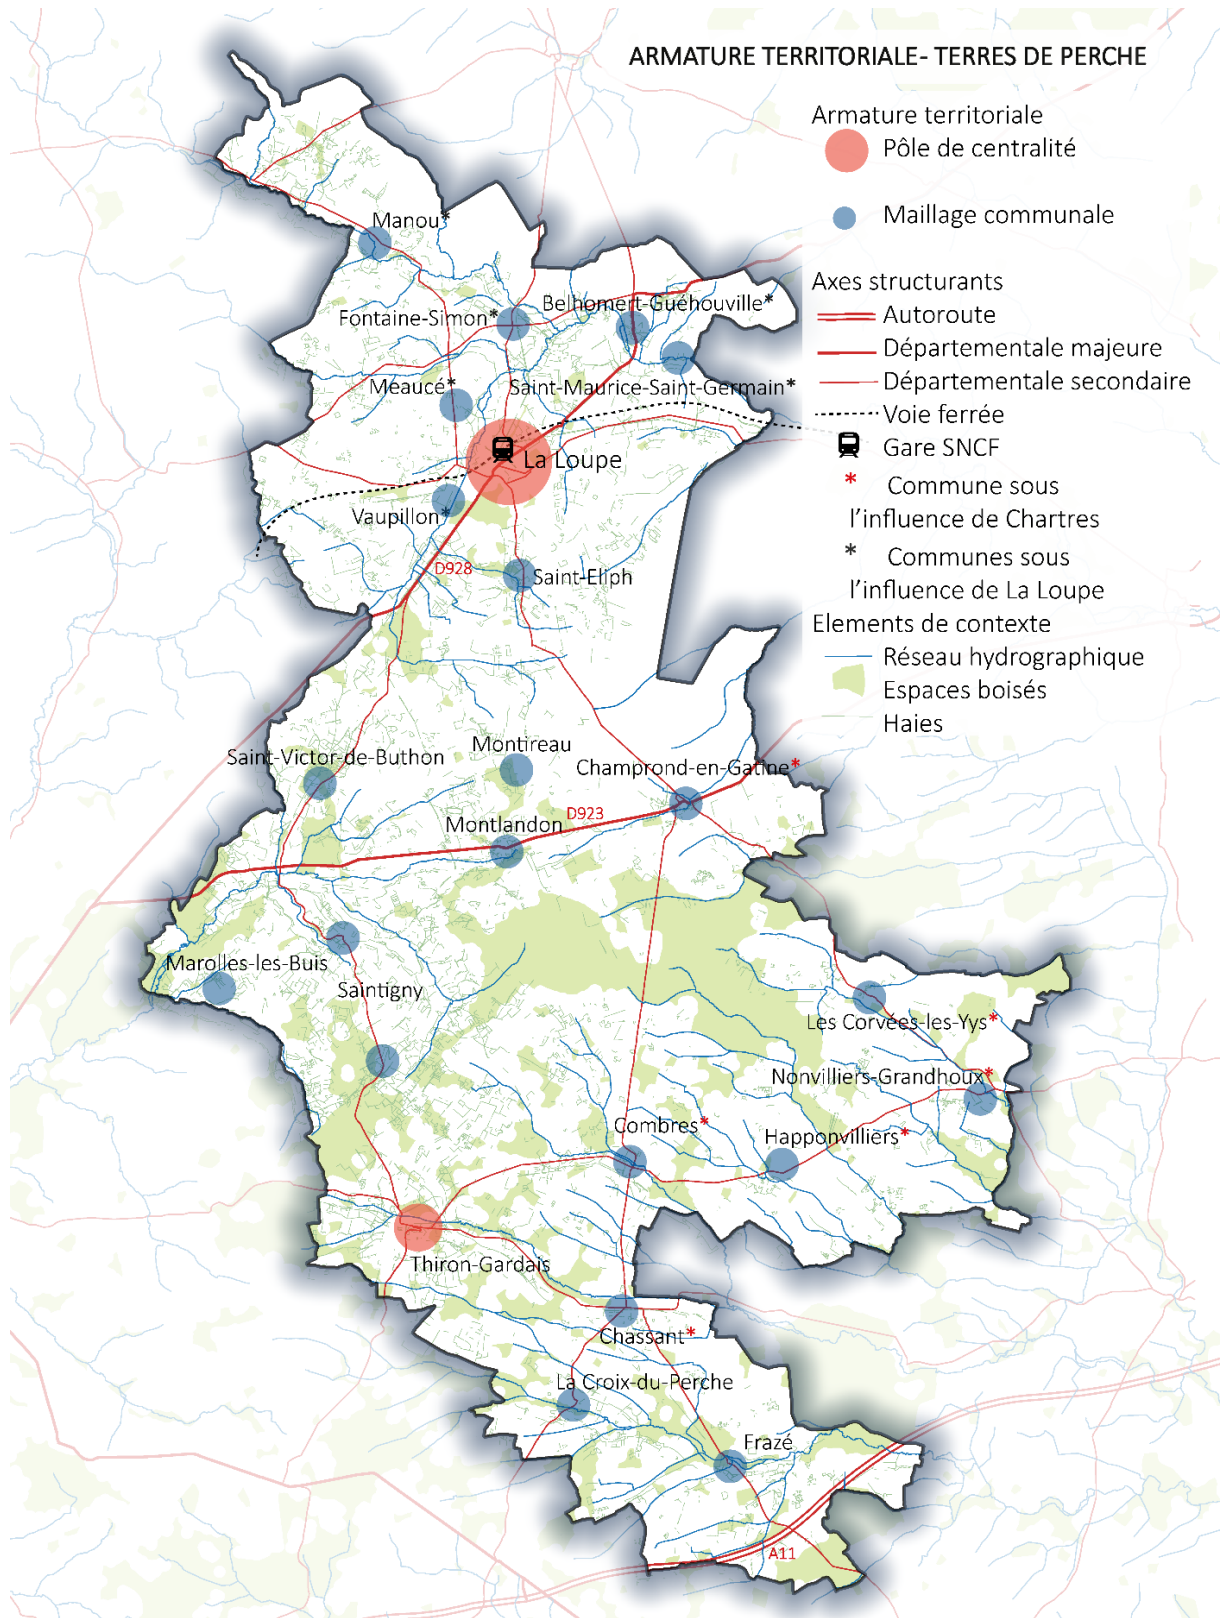 ARMATURE TERRITORIALE- TERRES DE PERCHE
Armature territoriale
Pôle de centralité
Maillage communale
Axes structurants
Autoroute
Départementale majeure
Départementale secondaire
Voie ferrée
Gare SNCF
* Commune sous
l'influence de Chartres
* Communes sous
l'influence de La Loupe
Elements de contexte
Réseau hydrographique
Espaces boisés
Haies
Manou*
Belhomert-Guéhouville*
Fontaine-Simon*
Meaucé*
Saint-Maurice-Saint-Germain*
La Loupe
Vaupillon*
D928
Saint-Eliph
Montireau
Saint-Victor-de-Buthon
Champrond-en-Gatine*
D923
Montlandon
Marolles-les-Buis
Saintigny
Les Corvées-les-Yys*
Nonvilliers-Grandhoux*
Combres*
Happonvilliers*
Thiron-Gardais
Chassant*
La Croix-du-Perche
Frazé
A11